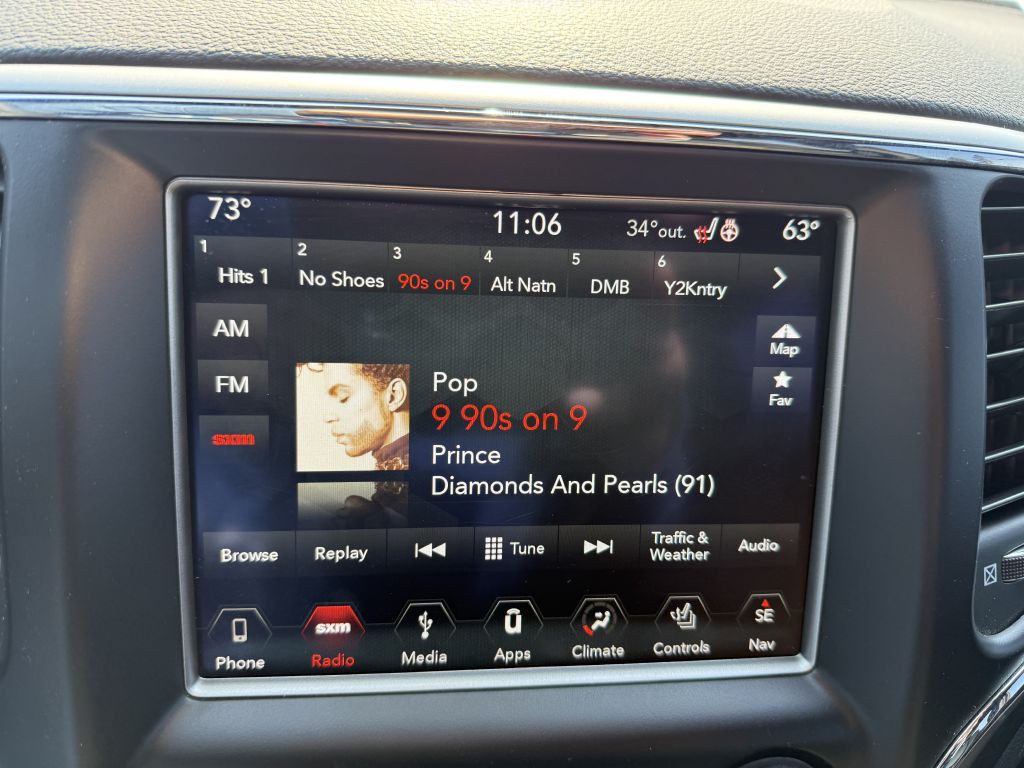 73°
11:06
34°out.
63°
1
Hits 1
2
No Shoes
3
90s on 9
4
Alt Natn
5
DMB
6
Y2Kntry
AM
FM
sxm
Map
Fav
Pop
9 90s on 9
Prince
Diamonds And Pearls (91)
Browse
Replay
Tune
Traffic &
Weather
Audio
sxm
SE
Phone
Radio
Media
Apps
Climate
Controls
Nav